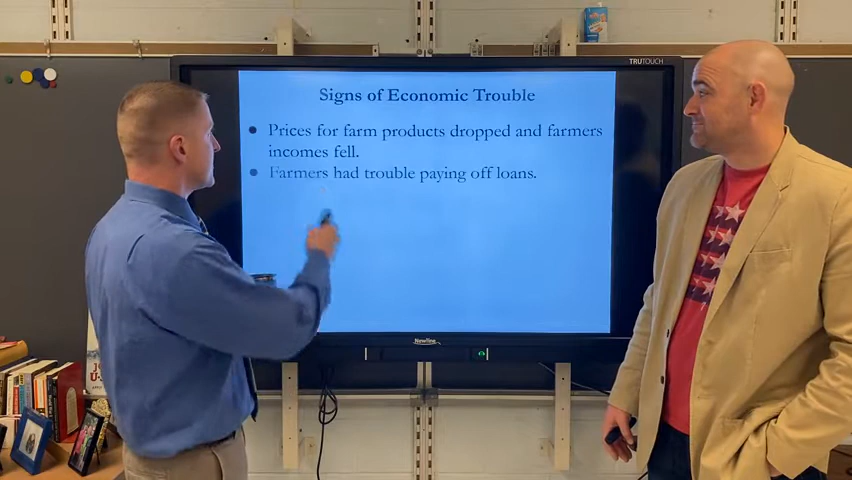 TRUTOUCH
Signs of Economic Trouble
Prices for farm products dropped and farmers
incomes fell.
Farmers had trouble paying off loans.
Newline